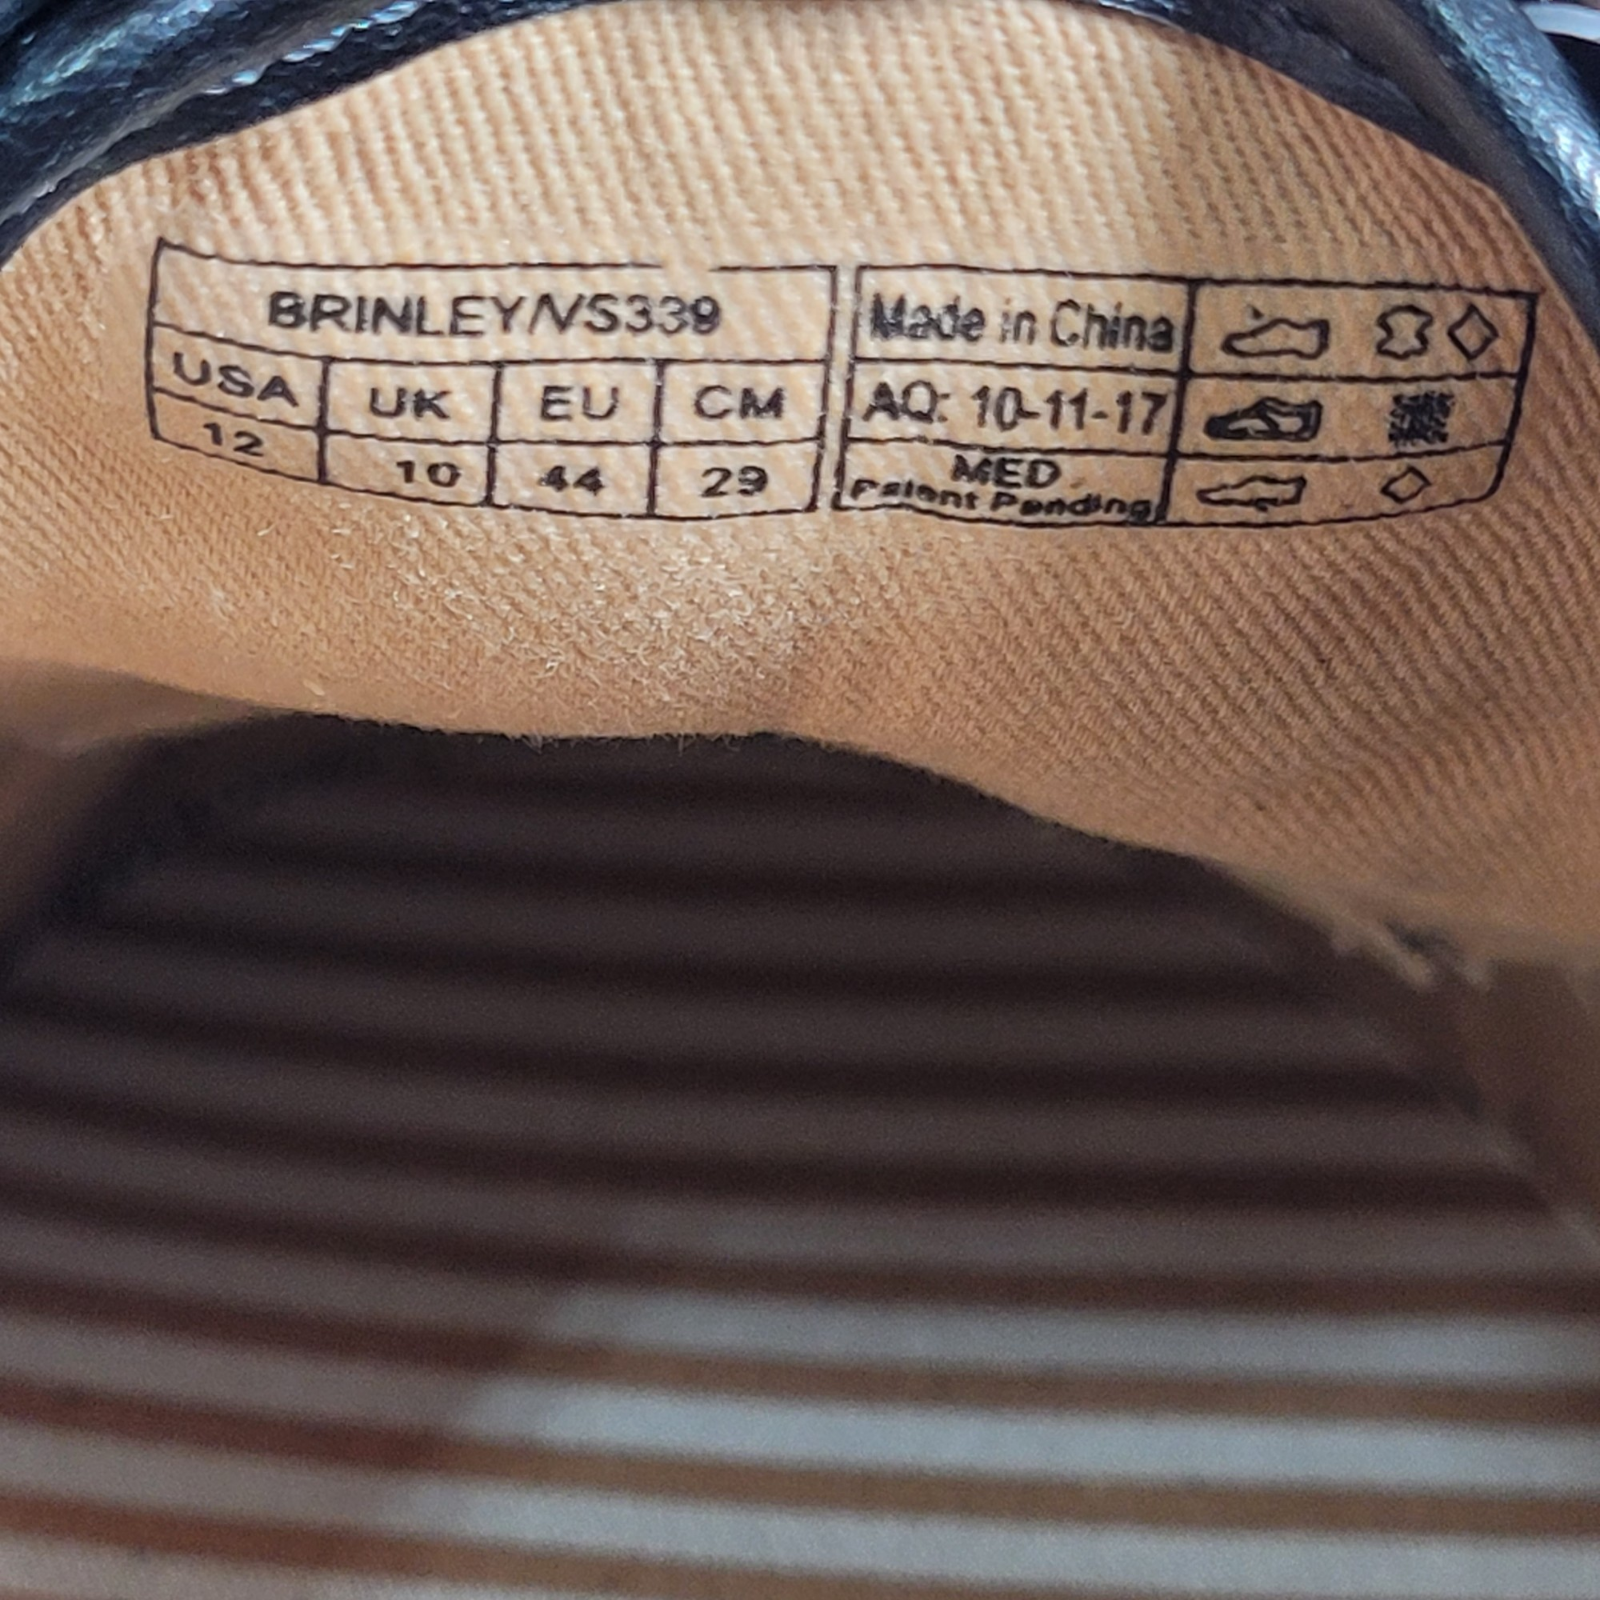 BRINLEY/VS339
USA UK EU CM
12 10 44 29
Made in China
AQ: 10-11-17
MED
Patent Pending